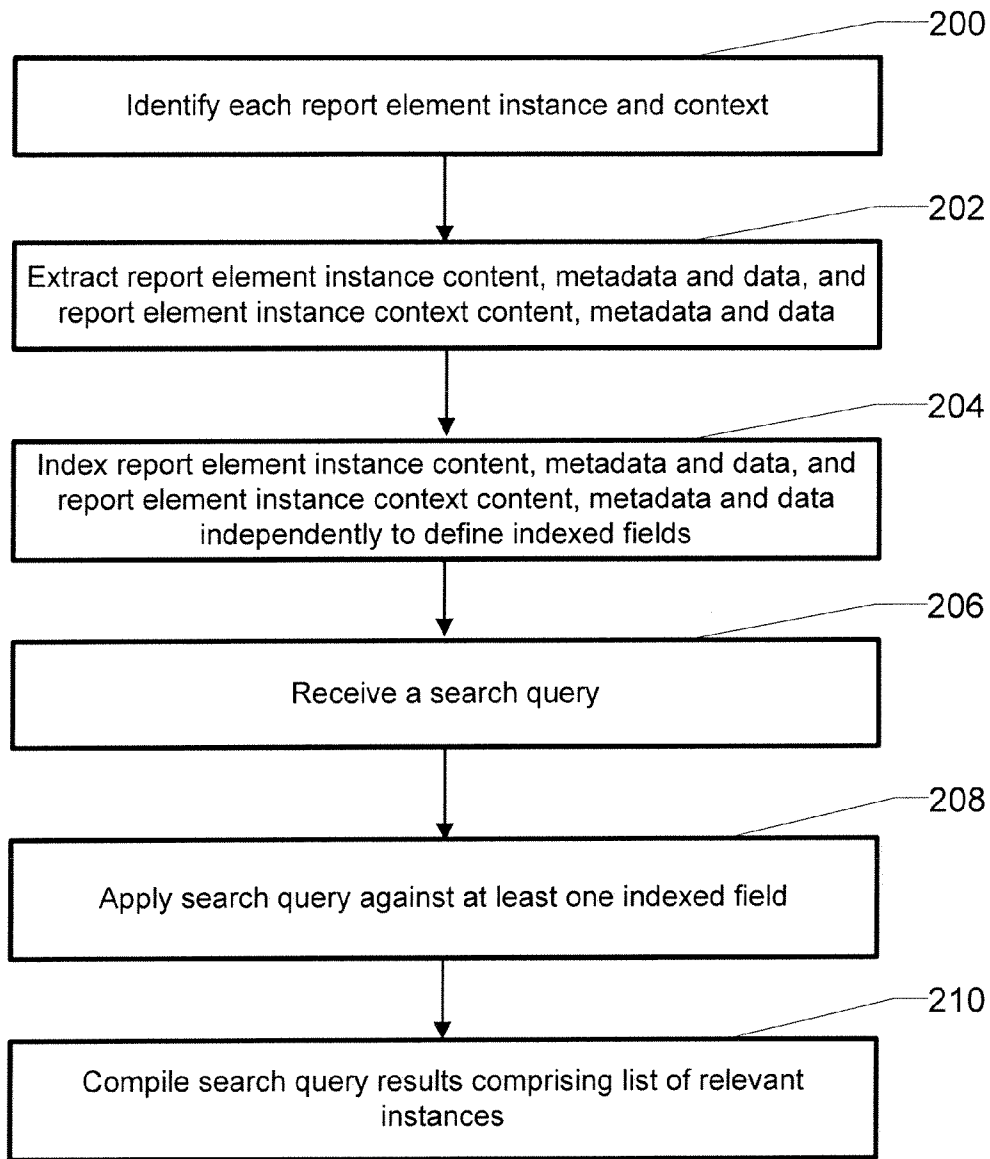 200
Identify each report element instance and context
202
Extract report element instance content, metadata and data, and
report element instance context content, metadata and data
204
Index report element instance content, metadata and data, and
report element instance context content, metadata and data
independently to define indexed fields
206
Receive a search query
208
Apply search query against at least one indexed field
210
Compile search query results comprising list of relevant
instances